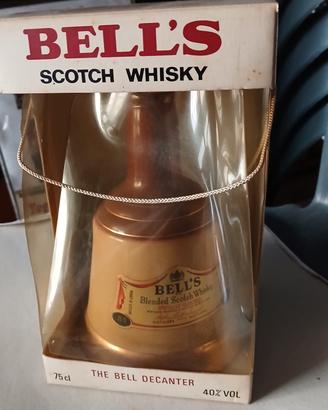 BELL'S
SCOTCH WHISKY
BELL'S
Blended Scotch Whisky
75cl
THE BELL DECANTER
40% VOL